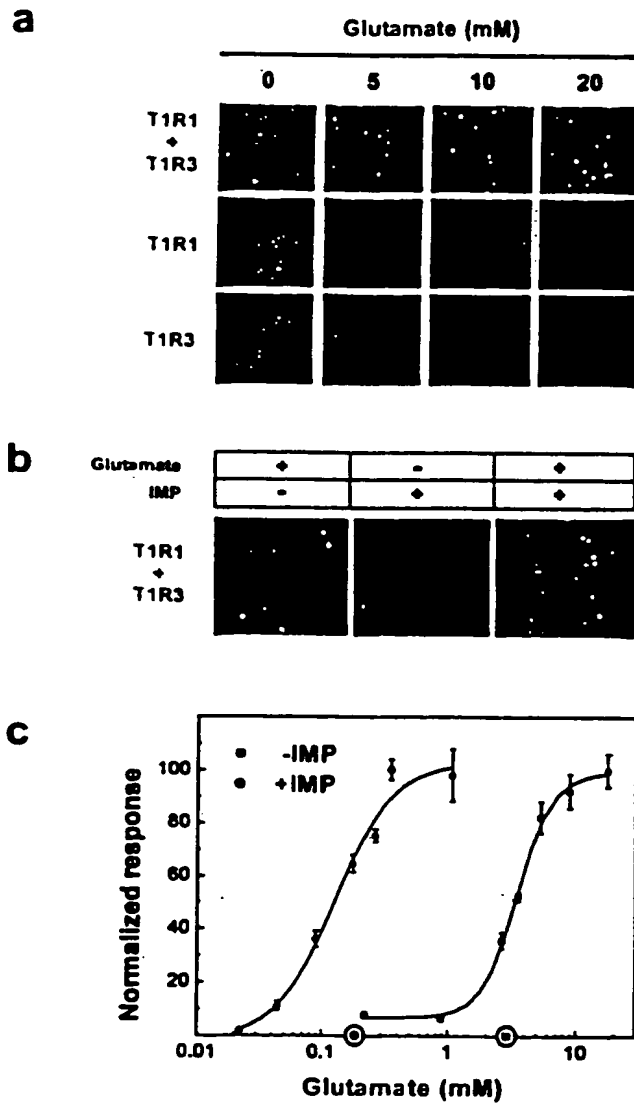 a
Glutamate (mM)
0 5 10 20
T1R1
+
T1R3
T1R1
T1R3
b
Glutamate + - +
IMP - + +
T1R1
+
T1R3
c
-IMP
+IMP
Normalized response
100
80
60
40
20
0.01 0.1 1 10
Glutamate (mM)